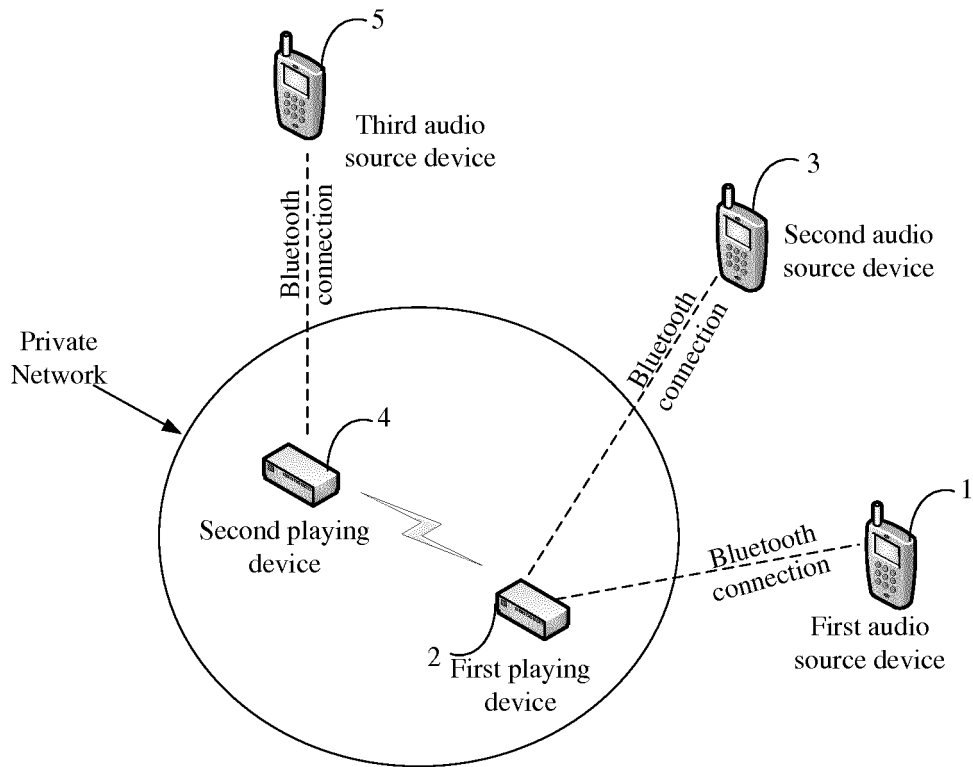 5
Third audio
source device
Bluetooth
connection
3
Second audio
source device
Bluetooth
connection
Private
Network
4
Second playing
device
1
Bluetooth
connection
First audio
source device
2
First playing
device